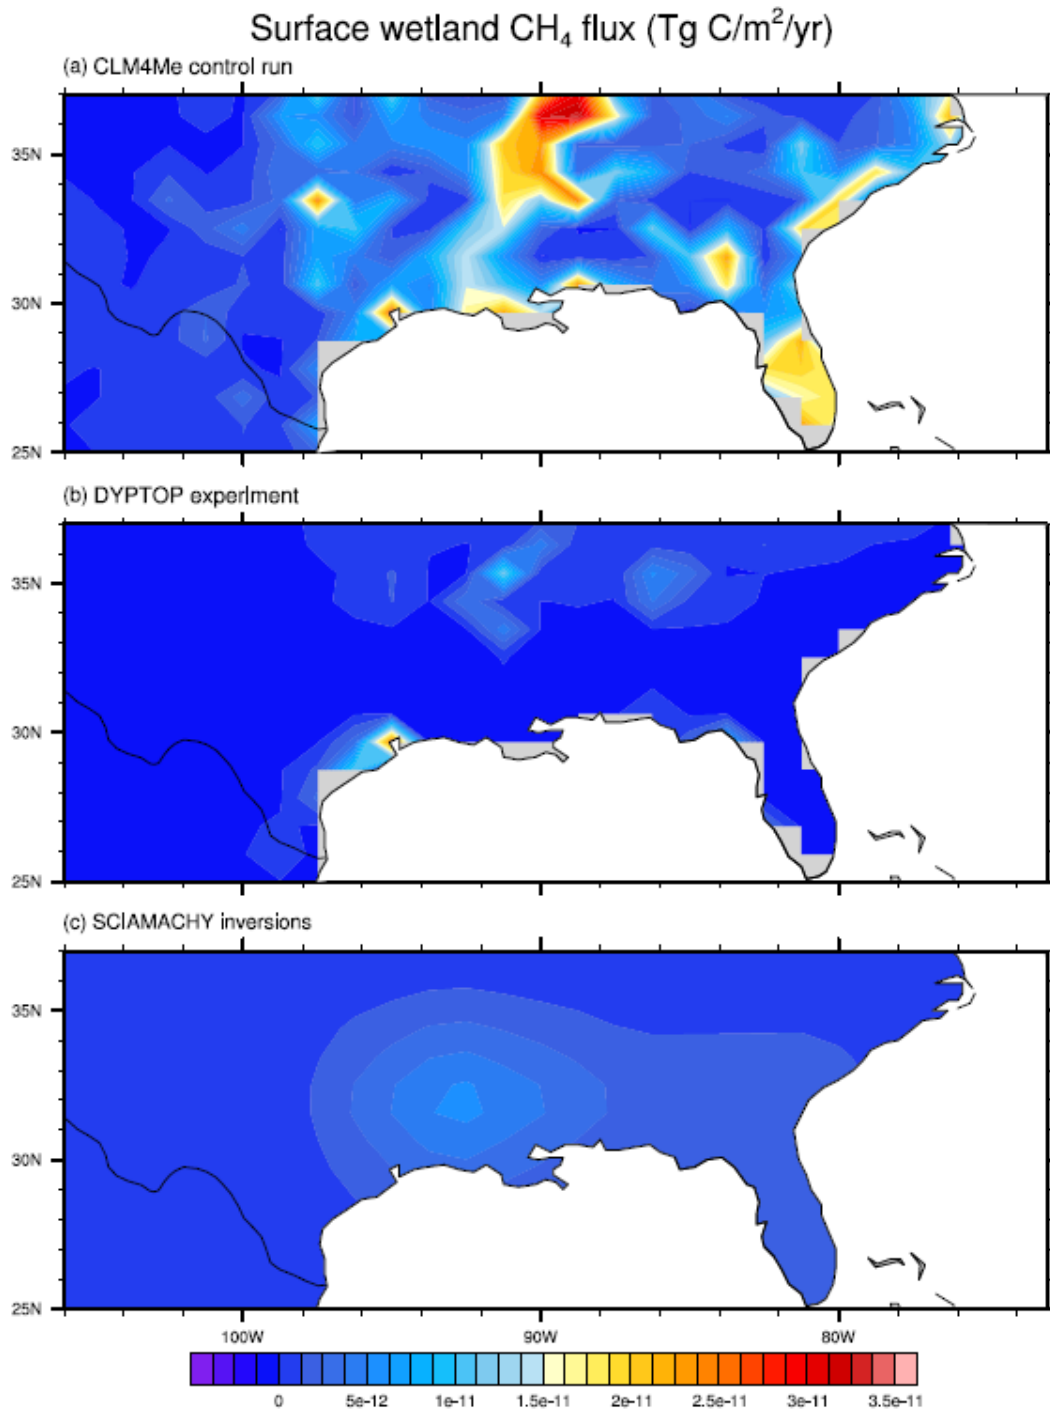 Surface wetland CH₄ flux (Tg C/m²/yr)
(a) CLM4Me control run
35N
30N
25N
(b) DYPTOP experiment
35N
30N
25N
(c) SCIAMACHY inversions
35N
30N
25N
100W 90W 80W
0 5e-12 1e-11 1.5e-11 2e-11 2.5e-11 3e-11 3.5e-11